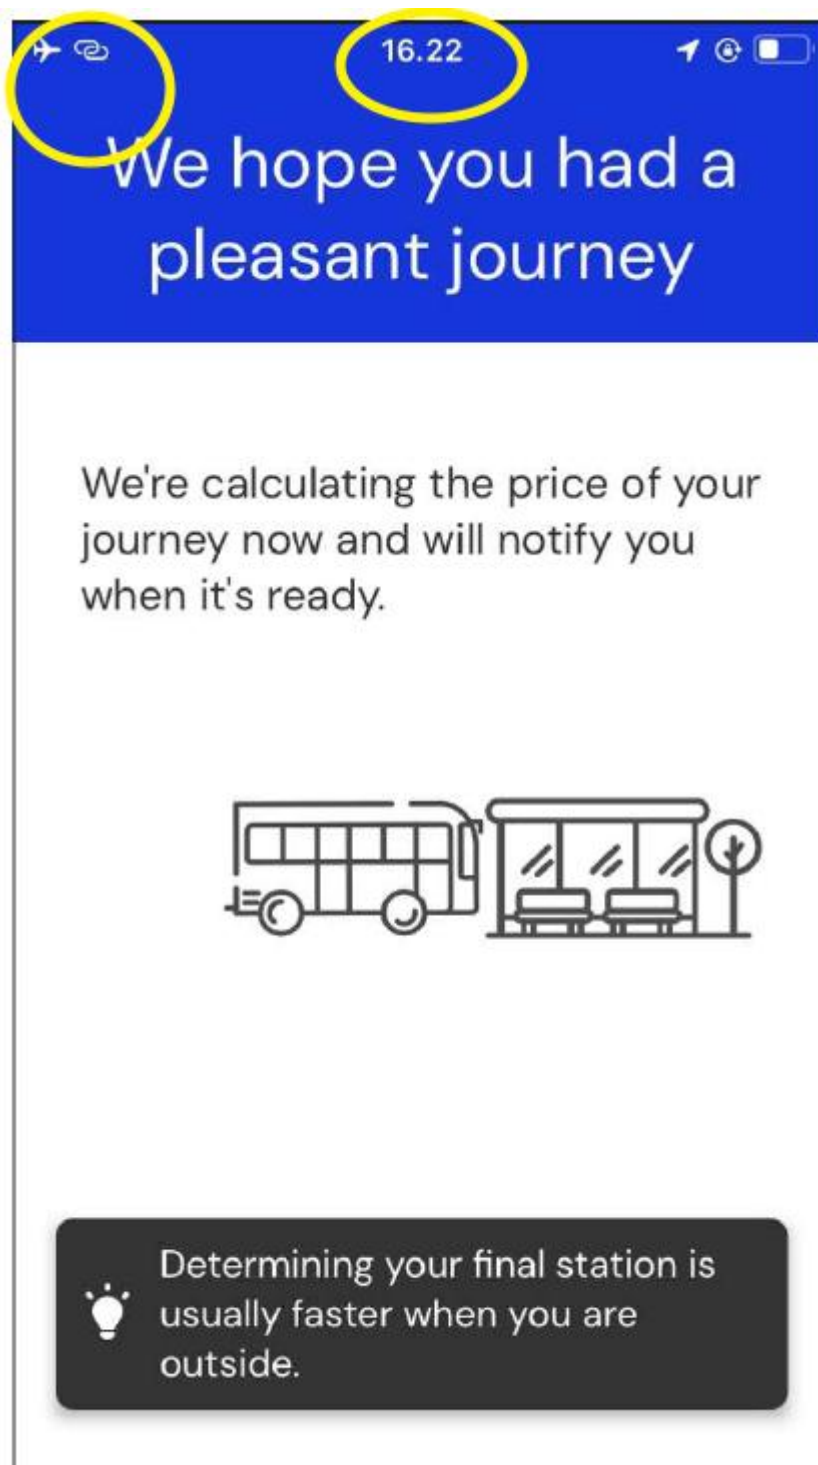 16.22
We hope you had a
pleasant journey
We're calculating the price of your
journey now and will notify you
when it's ready.
Determining your final station is
usually faster when you are
outside.